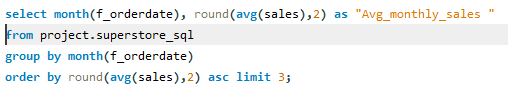 select month(f_orderdate), round(avg(sales),2) as "Avg_monthly_sales "
from project.superstore_sql
group by month(f_orderdate)
order by round(avg(sales),2) asc limit 3;